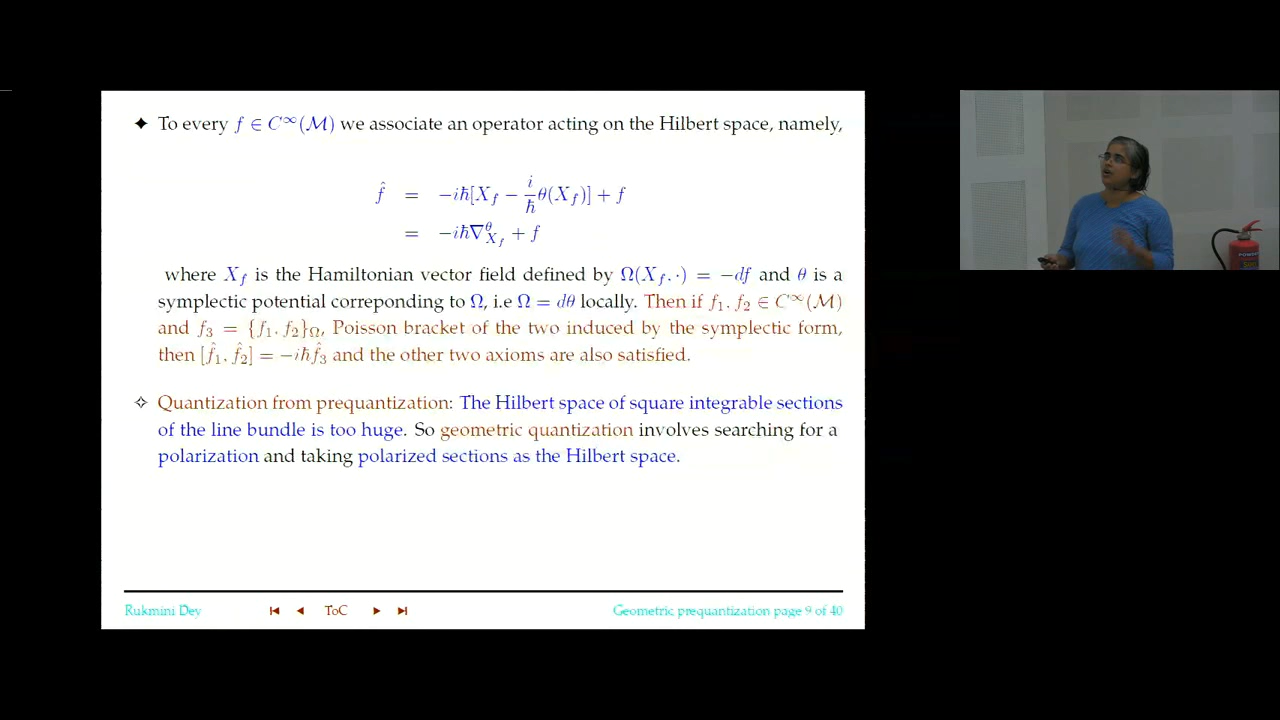 ✦ To every f ∈ C^∞(M) we associate an operator acting on the Hilbert space, namely,
f̂ = −iħ[X_f − i/ħ θ(X_f)] + f
= −iħ∇^θ_{X_f} + f
where X_f is the Hamiltonian vector field defined by Ω(X_f, ·) = −df and θ is a
symplectic potential correponding to Ω, i.e Ω = dθ locally. Then if f_1, f_2 ∈ C^∞(M)
and f_3 = {f_1, f_2}_Ω, Poisson bracket of the two induced by the symplectic form,
then [f̂_1, f̂_2] = −iħf̂_3 and the other two axioms are also satisfied.
✧ Quantization from prequantization: The Hilbert space of square integrable sections
of the line bundle is too huge. So geometric quantization involves searching for a
polarization and taking polarized sections as the Hilbert space.
Rukmini Dey ToC Geometric prequantization page 9 of 40